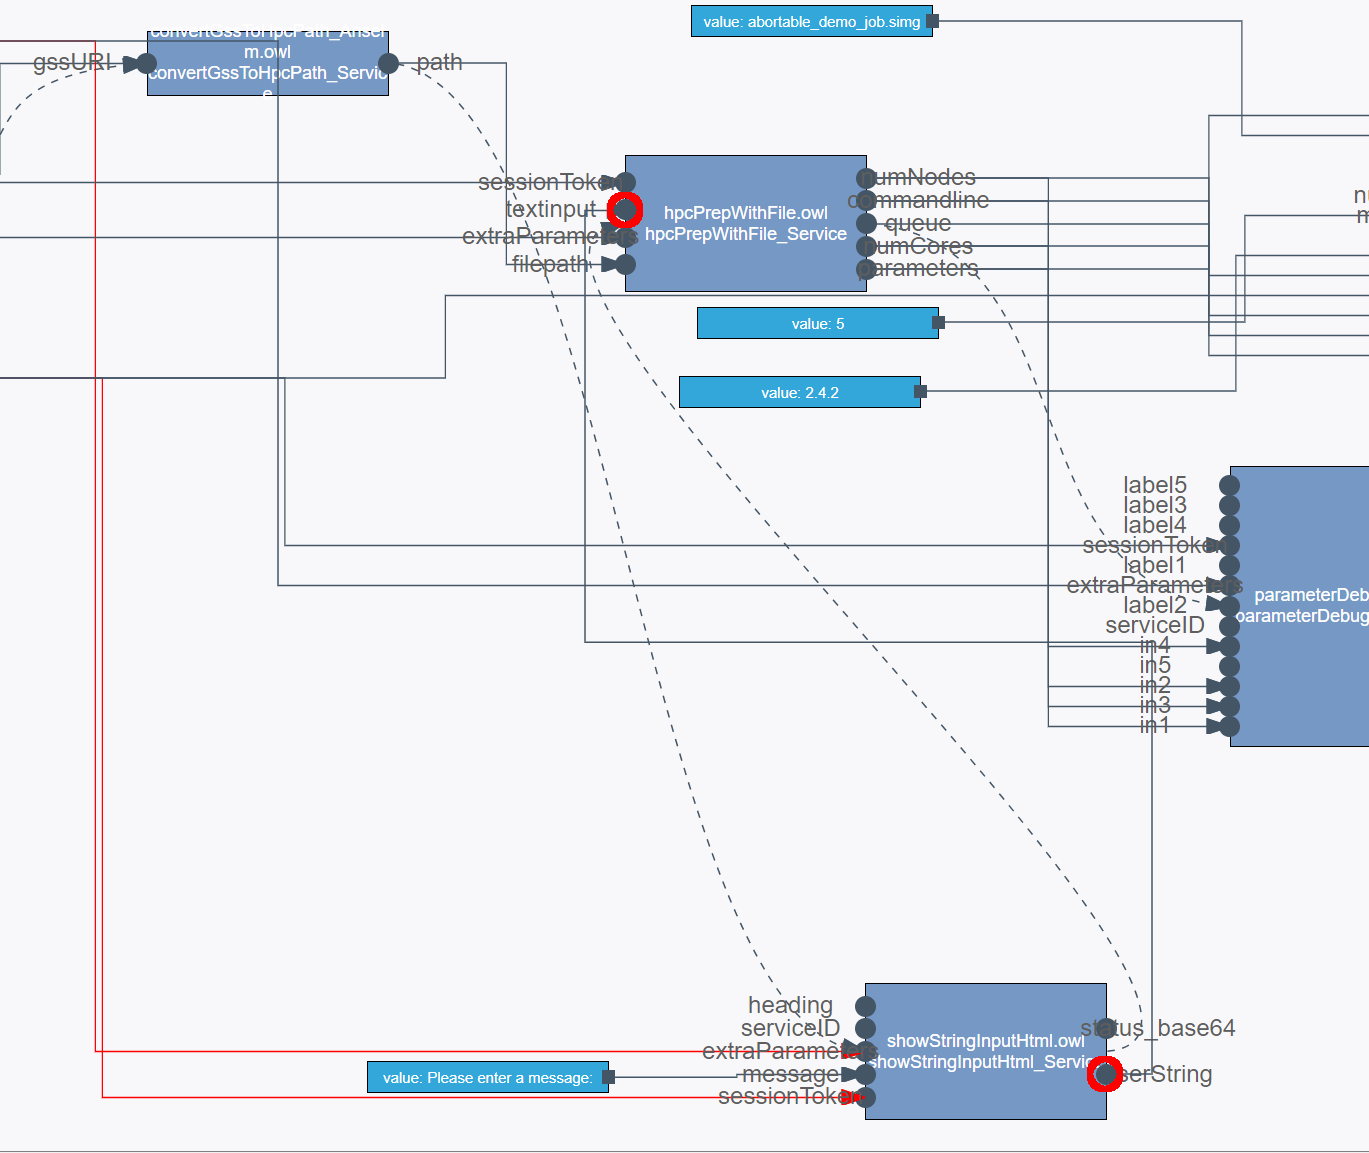 value: abortable_demo_job.simg
convertGssToHpcPath_Anser
m.owl
convertGssToHpcPath_Servic
e
gssURI
path
sessionToken
textinput
extraParameters
filepath
hpcPrepWithFile.owl
hpcPrepWithFile_Service
numNodes
commandline
queue
numCores
parameters
nu
m
value: 5
value: 2.4.2
label5
label3
label4
sessionToken
label1
extraParameters
label2
serviceID
in4
in5
in2
in3
in1
parameterDeb
parameterDebug
heading
serviceID
extraParameters
message
sessionToken
value: Please enter a message:
showStringInputHtml.owl
showStringInputHtml_Servic
status_base64
userString